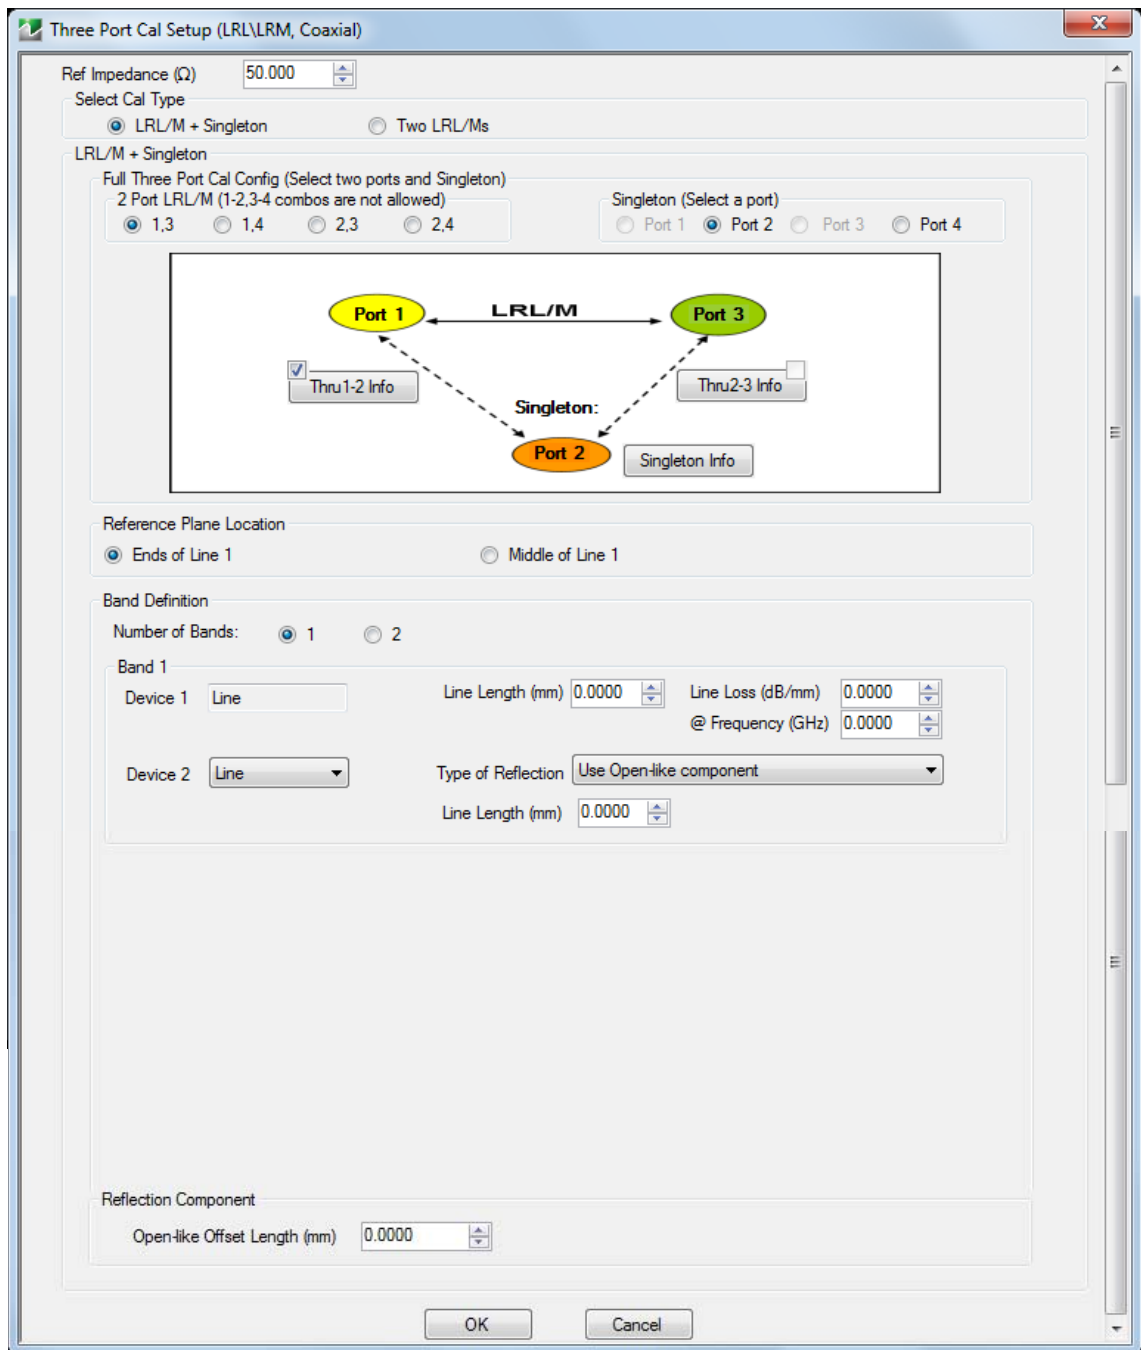 Three Port Cal Setup (LRL\LRM, Coaxial)
Ref Impedance (Ω) 50.000
Select Cal Type
LRL/M + Singleton Two LRL/Ms
LRL/M + Singleton
Full Three Port Cal Config (Select two ports and Singleton)
2 Port LRL/M (1-2,3-4 combos are not allowed) Singleton (Select a port)
1,3 1,4 2,3 2,4 Port 1 Port 2 Port 3 Port 4
Port 1 LRL/M Port 3
Thru1-2 Info Thru2-3 Info
Singleton:
Port 2 Singleton Info
Reference Plane Location
Ends of Line 1 Middle of Line 1
Band Definition
Number of Bands: 1 2
Band 1
Device 1 Line Line Length (mm) 0.0000 Line Loss (dB/mm) 0.0000
@ Frequency (GHz) 0.0000
Device 2 Line Type of Reflection Use Open-like component
Line Length (mm) 0.0000
Reflection Component
Open-like Offset Length (mm) 0.0000
OK Cancel